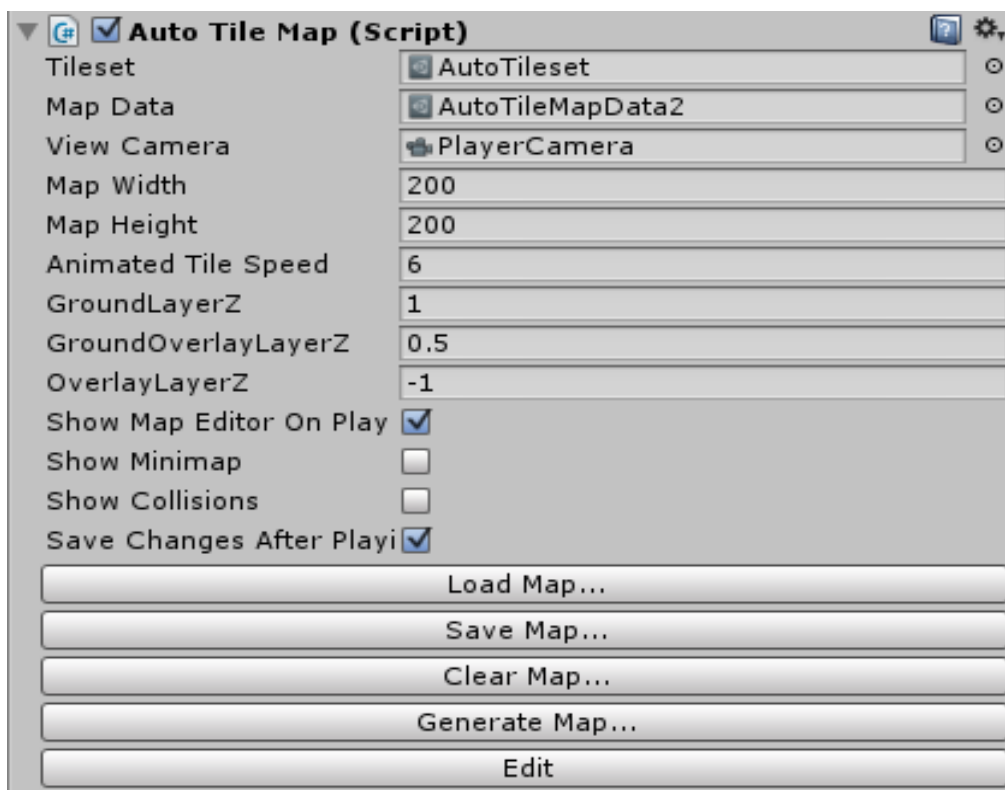 Auto Tile Map (Script)
Tileset AutoTileset
Map Data AutoTileMapData2
View Camera PlayerCamera
Map Width 200
Map Height 200
Animated Tile Speed 6
GroundLayerZ 1
GroundOverlayLayerZ 0.5
OverlayLayerZ -1
Show Map Editor On Play
Show Minimap
Show Collisions
Save Changes After Playi
Load Map...
Save Map...
Clear Map...
Generate Map...
Edit